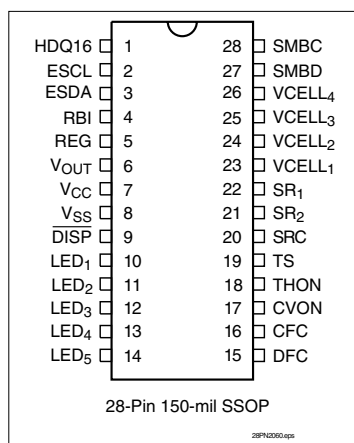 HDQ16 1 28 SMBC
ESCL 2 27 SMBD
ESDA 3 26 VCELL4
RBI 4 25 VCELL3
REG 5 24 VCELL2
VOUT 6 23 VCELL1
VCC 7 22 SR1
VSS 8 21 SR2
DISP 9 20 SRC
LED1 10 19 TS
LED2 11 18 THON
LED3 12 17 CVON
LED4 13 16 CFC
LED5 14 15 DFC
28-Pin 150-mil SSOP
28PN2060.eps